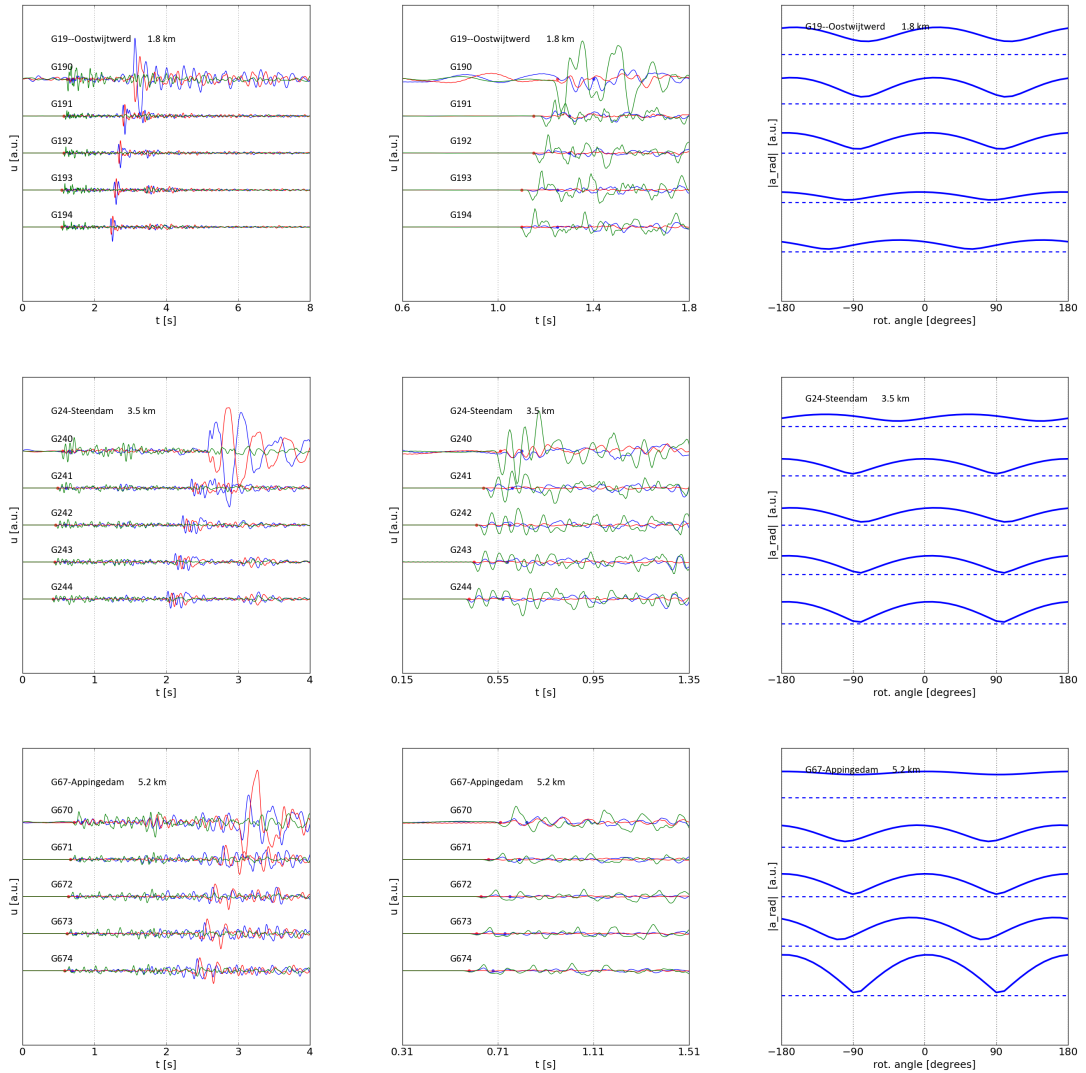 G19--Oostwijtwerd 1.8 km
G190
G191
G192
G193
G194
u [a.u.]
0 2 4 6 8
t [s]
G19--Oostwijtwerd 1.8 km
G190
G191
G192
G193
G194
u [a.u.]
0.6 1.0 1.4 1.8
t [s]
G19--Oostwijtwerd 1.8 km
|a_rad| [a.u.]
−180 −90 0 90 180
rot. angle [degrees]
G24-Steendam 3.5 km
G240
G241
G242
G243
G244
u [a.u.]
0 1 2 3 4
t [s]
G24-Steendam 3.5 km
G240
G241
G242
G243
G244
u [a.u.]
0.15 0.55 0.95 1.35
t [s]
G24-Steendam 3.5 km
|a_rad| [a.u.]
−180 −90 0 90 180
rot. angle [degrees]
G67-Appingedam 5.2 km
G670
G671
G672
G673
G674
u [a.u.]
0 1 2 3 4
t [s]
G67-Appingedam 5.2 km
G670
G671
G672
G673
G674
u [a.u.]
0.31 0.71 1.11 1.51
t [s]
G67-Appingedam 5.2 km
|a_rad| [a.u.]
−180 −90 0 90 180
rot. angle [degrees]